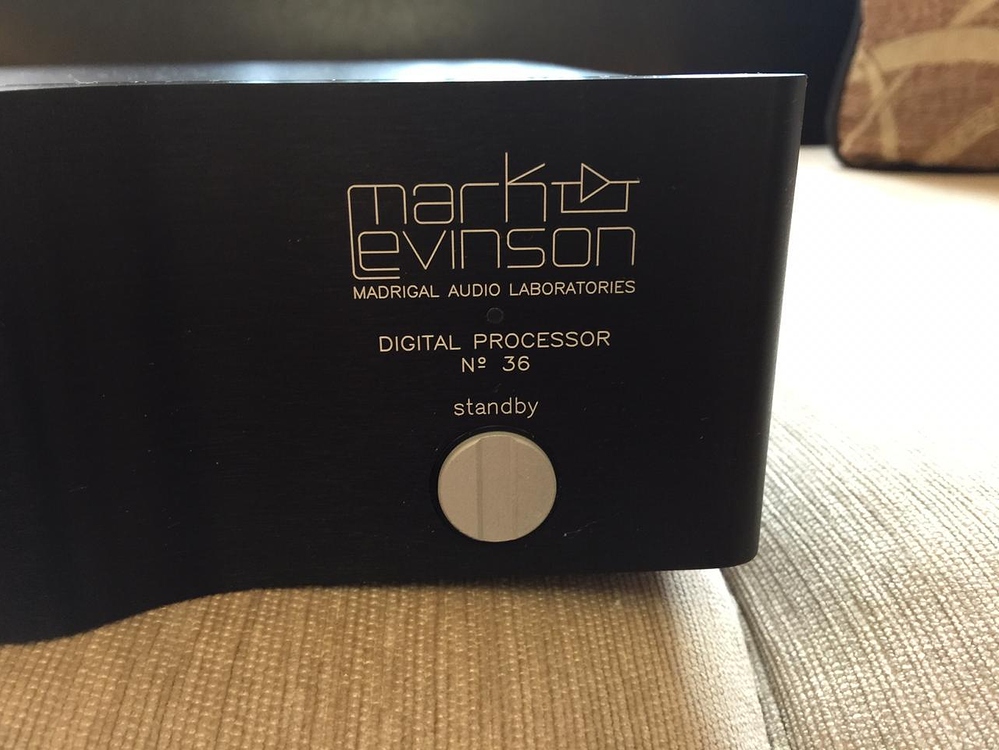 mark
Levinson
MADRIGAL AUDIO LABORATORIES
DIGITAL PROCESSOR
Nº 36
standby